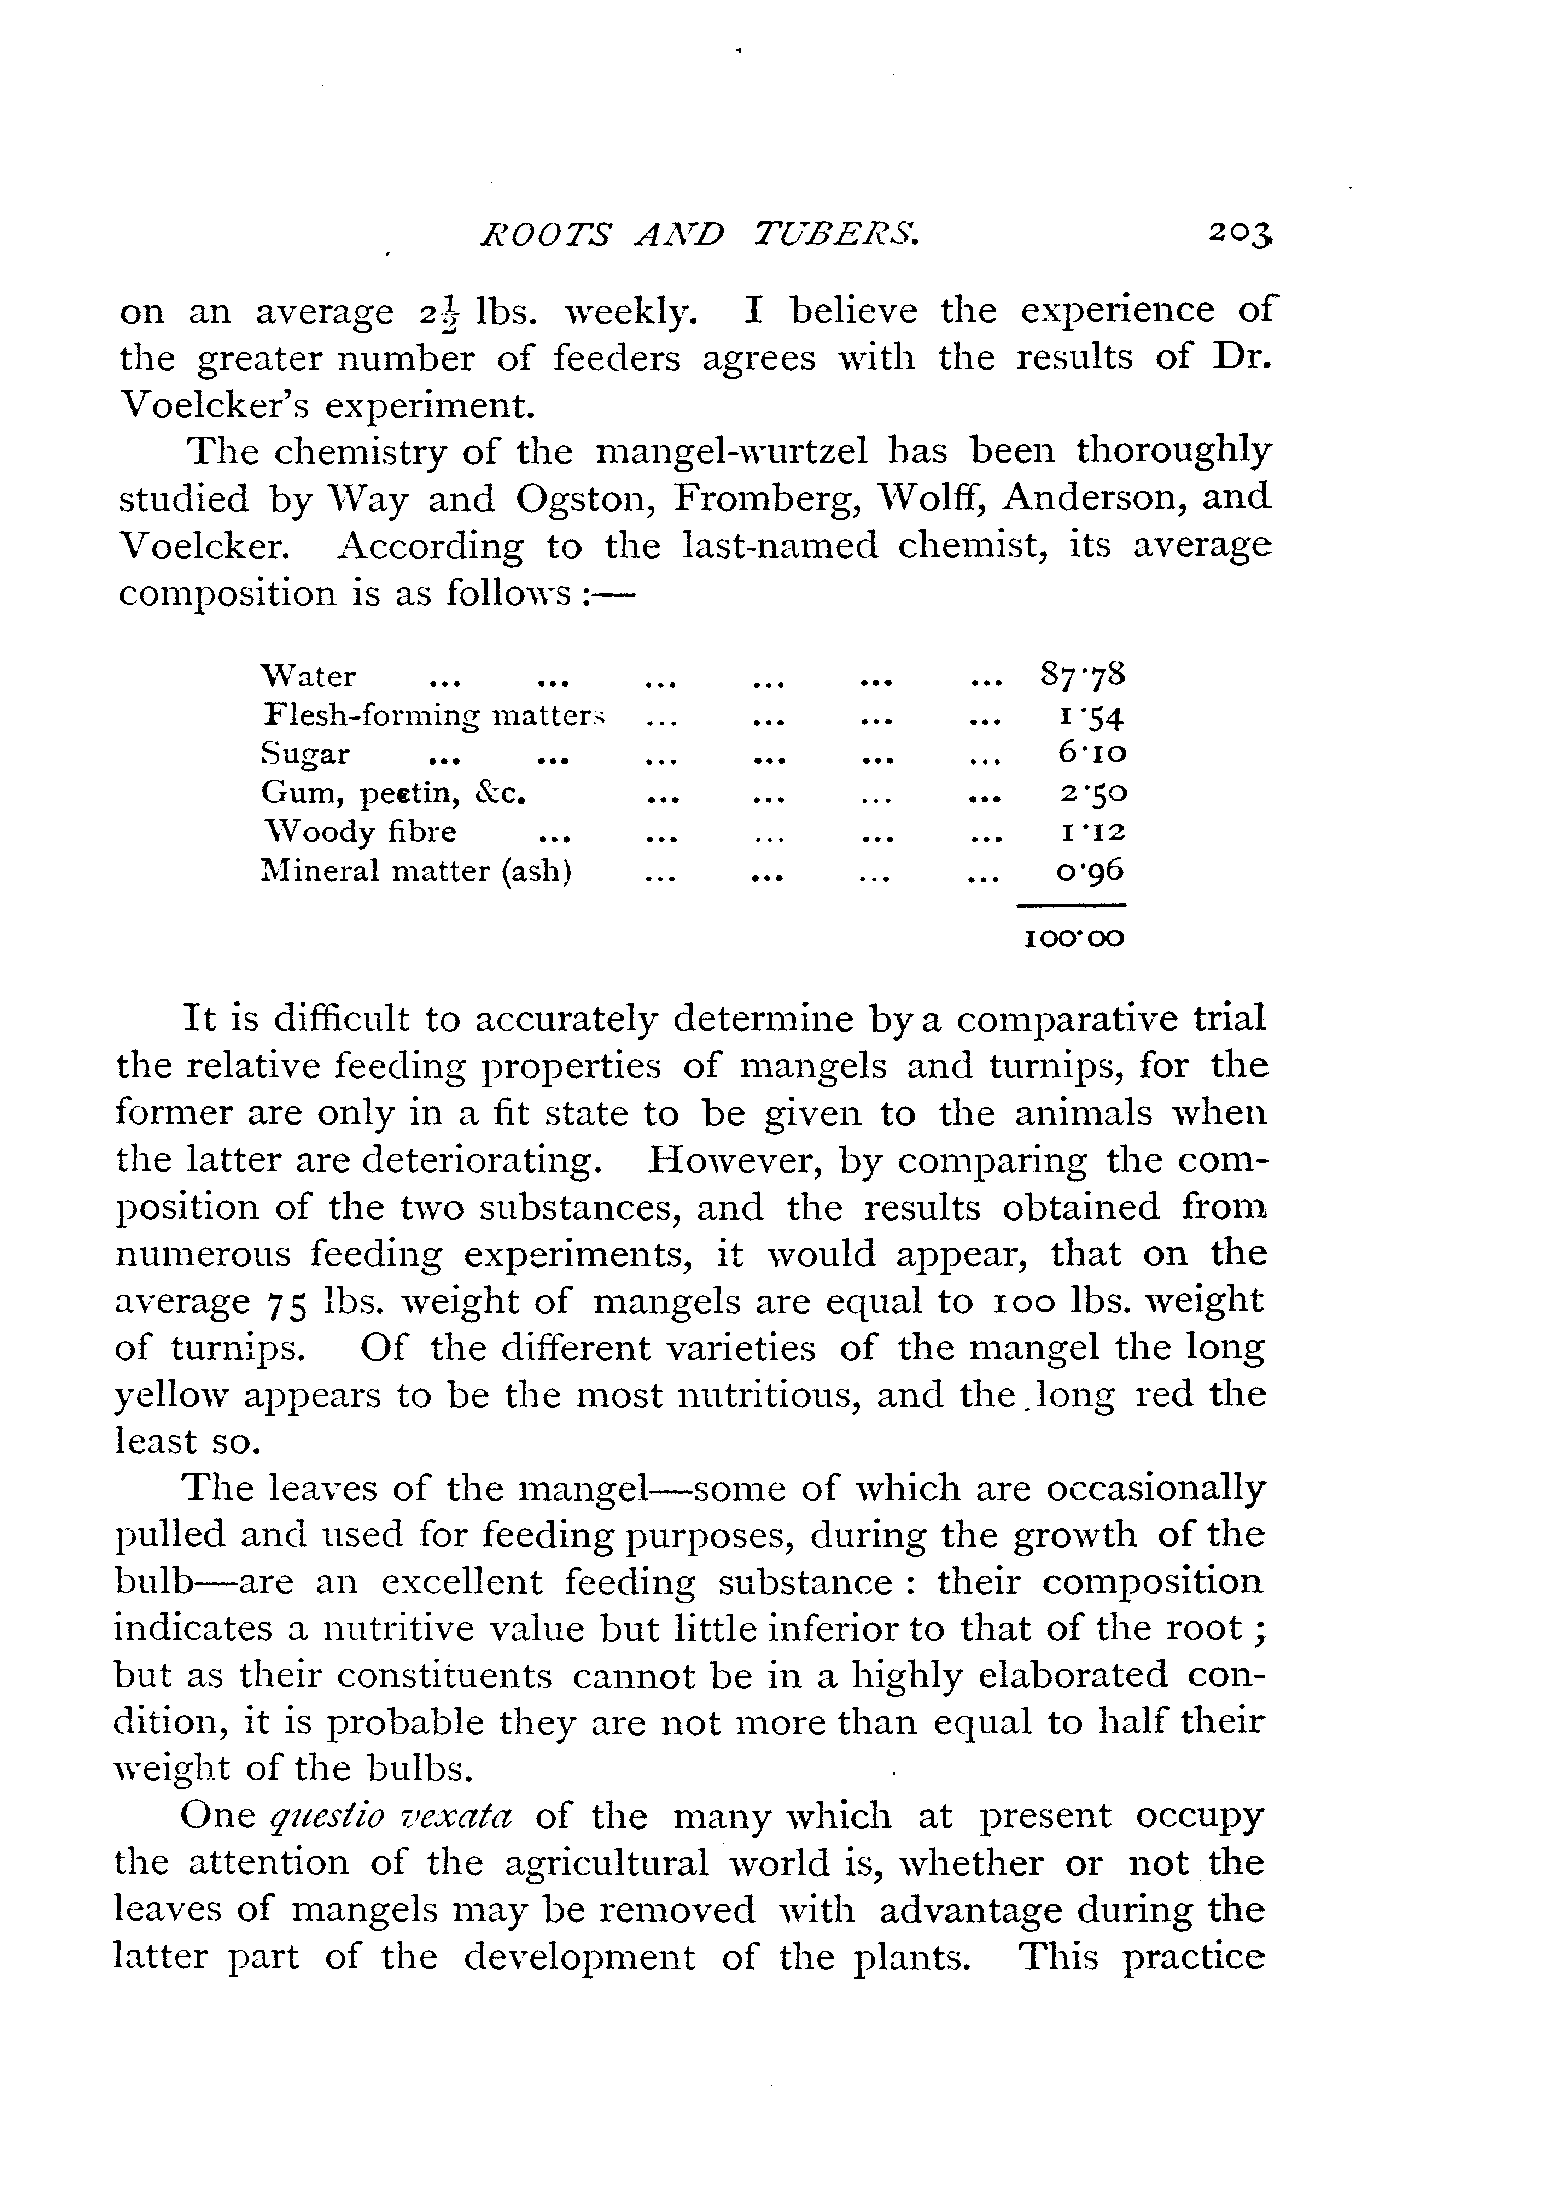 ROOTS AND TUBERS. 203
on an average 2½ lbs. weekly. I believe the experience of
the greater number of feeders agrees with the results of Dr.
Voelcker's experiment.
The chemistry of the mangel-wurtzel has been thoroughly
studied by Way and Ogston, Fromberg, Wolff, Anderson, and
Voelcker. According to the last-named chemist, its average
composition is as follows :—
Water ... ... ... ... ... ... 87·78
Flesh-forming matters ... ... ... ... 1·54
Sugar ... ... ... ... ... ... 6·10
Gum, pectin, &c. ... ... ... ... 2·50
Woody fibre ... ... ... ... ... 1·12
Mineral matter (ash) ... ... ... ... 0·96
100·00
It is difficult to accurately determine by a comparative trial
the relative feeding properties of mangels and turnips, for the
former are only in a fit state to be given to the animals when
the latter are deteriorating. However, by comparing the com-
position of the two substances, and the results obtained from
numerous feeding experiments, it would appear, that on the
average 75 lbs. weight of mangels are equal to 100 lbs. weight
of turnips. Of the different varieties of the mangel the long
yellow appears to be the most nutritious, and the long red the
least so.
The leaves of the mangel—some of which are occasionally
pulled and used for feeding purposes, during the growth of the
bulb—are an excellent feeding substance : their composition
indicates a nutritive value but little inferior to that of the root ;
but as their constituents cannot be in a highly elaborated con-
dition, it is probable they are not more than equal to half their
weight of the bulbs.
One questio vexata of the many which at present occupy
the attention of the agricultural world is, whether or not the
leaves of mangels may be removed with advantage during the
latter part of the development of the plants. This practice